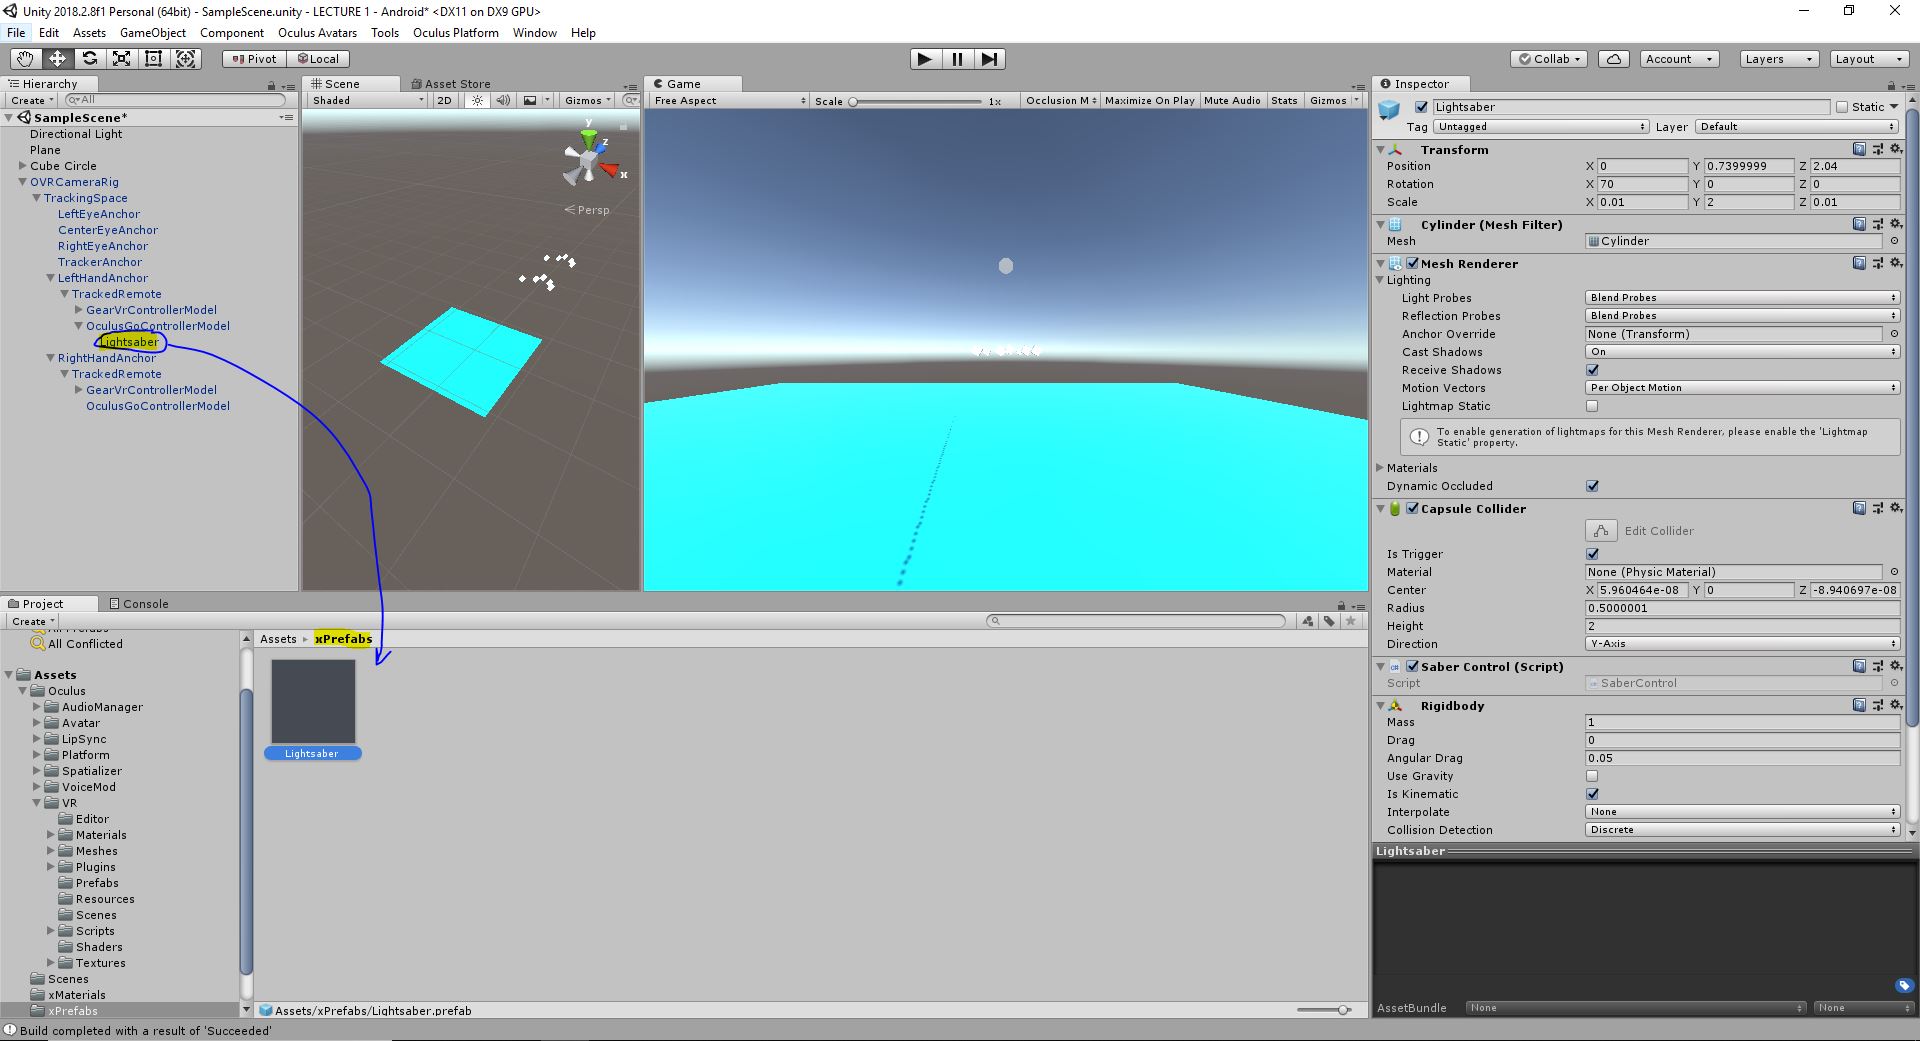 Unity 2018.2.8f1 Personal (64bit) - SampleScene.unity - LECTURE 1 - Android* <DX11 on DX9 GPU>
File Edit Assets GameObject Component Oculus Avatars Tools Oculus Platform Window Help
Pivot Local Collab Account Layers Layout
Hierarchy
Create All
SampleScene*
Directional Light
Plane
Cube Circle
OVRCameraRig
TrackingSpace
LeftEyeAnchor
CenterEyeAnchor
RightEyeAnchor
TrackerAnchor
LeftHandAnchor
TrackedRemote
GearVrControllerModel
OculusGoControllerModel
Lightsaber
RightHandAnchor
TrackedRemote
GearVrControllerModel
OculusGoControllerModel
Scene Asset Store
Shaded 2D Gizmos
y
z
x
Persp
Game
Free Aspect Scale 1x Occlusion M Maximize On Play Mute Audio Stats Gizmos
Inspector
Lightsaber Static
Tag Untagged Layer Default
Transform
Position X 0 Y 0.7399999 Z 2.04
Rotation X 70 Y 0 Z 0
Scale X 0.01 Y 2 Z 0.01
Cylinder (Mesh Filter)
Mesh Cylinder
Mesh Renderer
Lighting
Light Probes Blend Probes
Reflection Probes Blend Probes
Anchor Override None (Transform)
Cast Shadows On
Receive Shadows
Motion Vectors Per Object Motion
Lightmap Static
To enable generation of lightmaps for this Mesh Renderer, please enable the 'Lightmap
Static' property.
Materials
Dynamic Occluded
Capsule Collider
Edit Collider
Is Trigger
Material None (Physic Material)
Center X 5.960464e-08 Y 0 Z -8.940697e-08
Radius 0.5000001
Height 2
Direction Y-Axis
Saber Control (Script)
Script SaberControl
Rigidbody
Mass 1
Drag 0
Angular Drag 0.05
Use Gravity
Is Kinematic
Interpolate None
Collision Detection Discrete
Lightsaber
AssetBundle None None
Project Console
Create
All Prefabs
All Conflicted
Assets
Oculus
AudioManager
Avatar
LipSync
Platform
Spatializer
VoiceMod
VR
Editor
Materials
Meshes
Plugins
Prefabs
Resources
Scenes
Scripts
Shaders
Textures
Scenes
xMaterials
xPrefabs
Assets xPrefabs
Lightsaber
Assets/xPrefabs/Lightsaber.prefab
Build completed with a result of 'Succeeded'